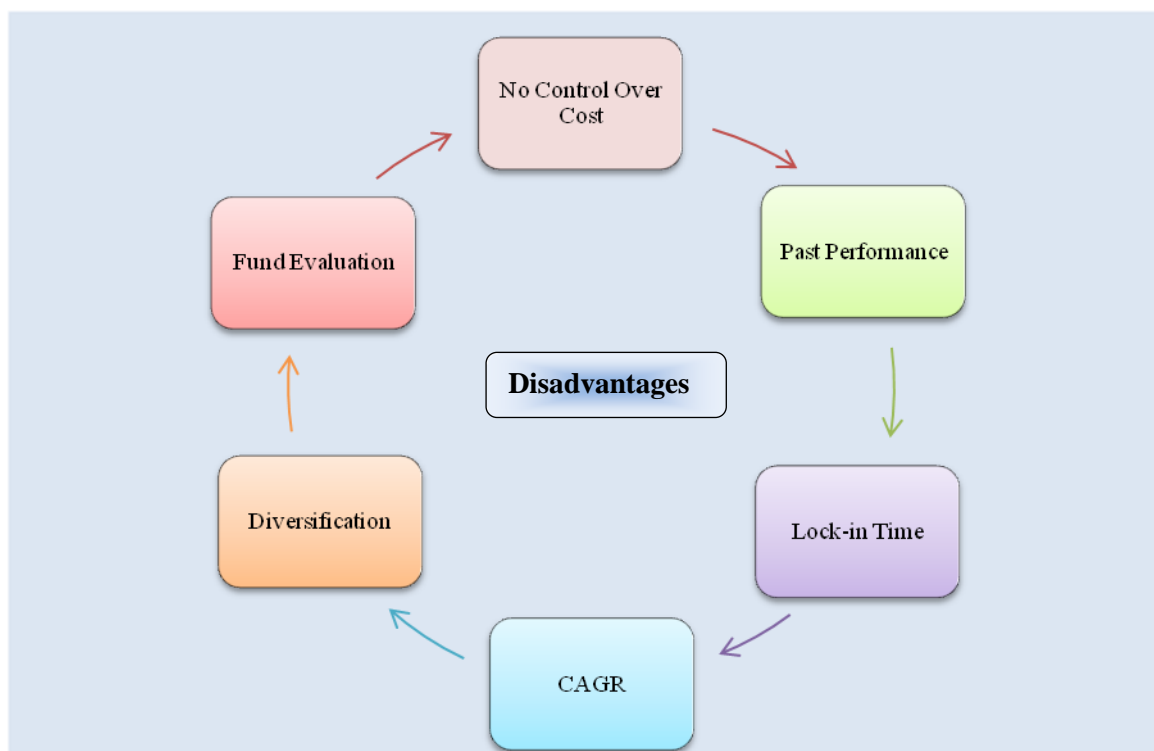 No Control Over
Cost
Past Performance
Lock-in Time
CAGR
Diversification
Fund Evaluation
Disadvantages